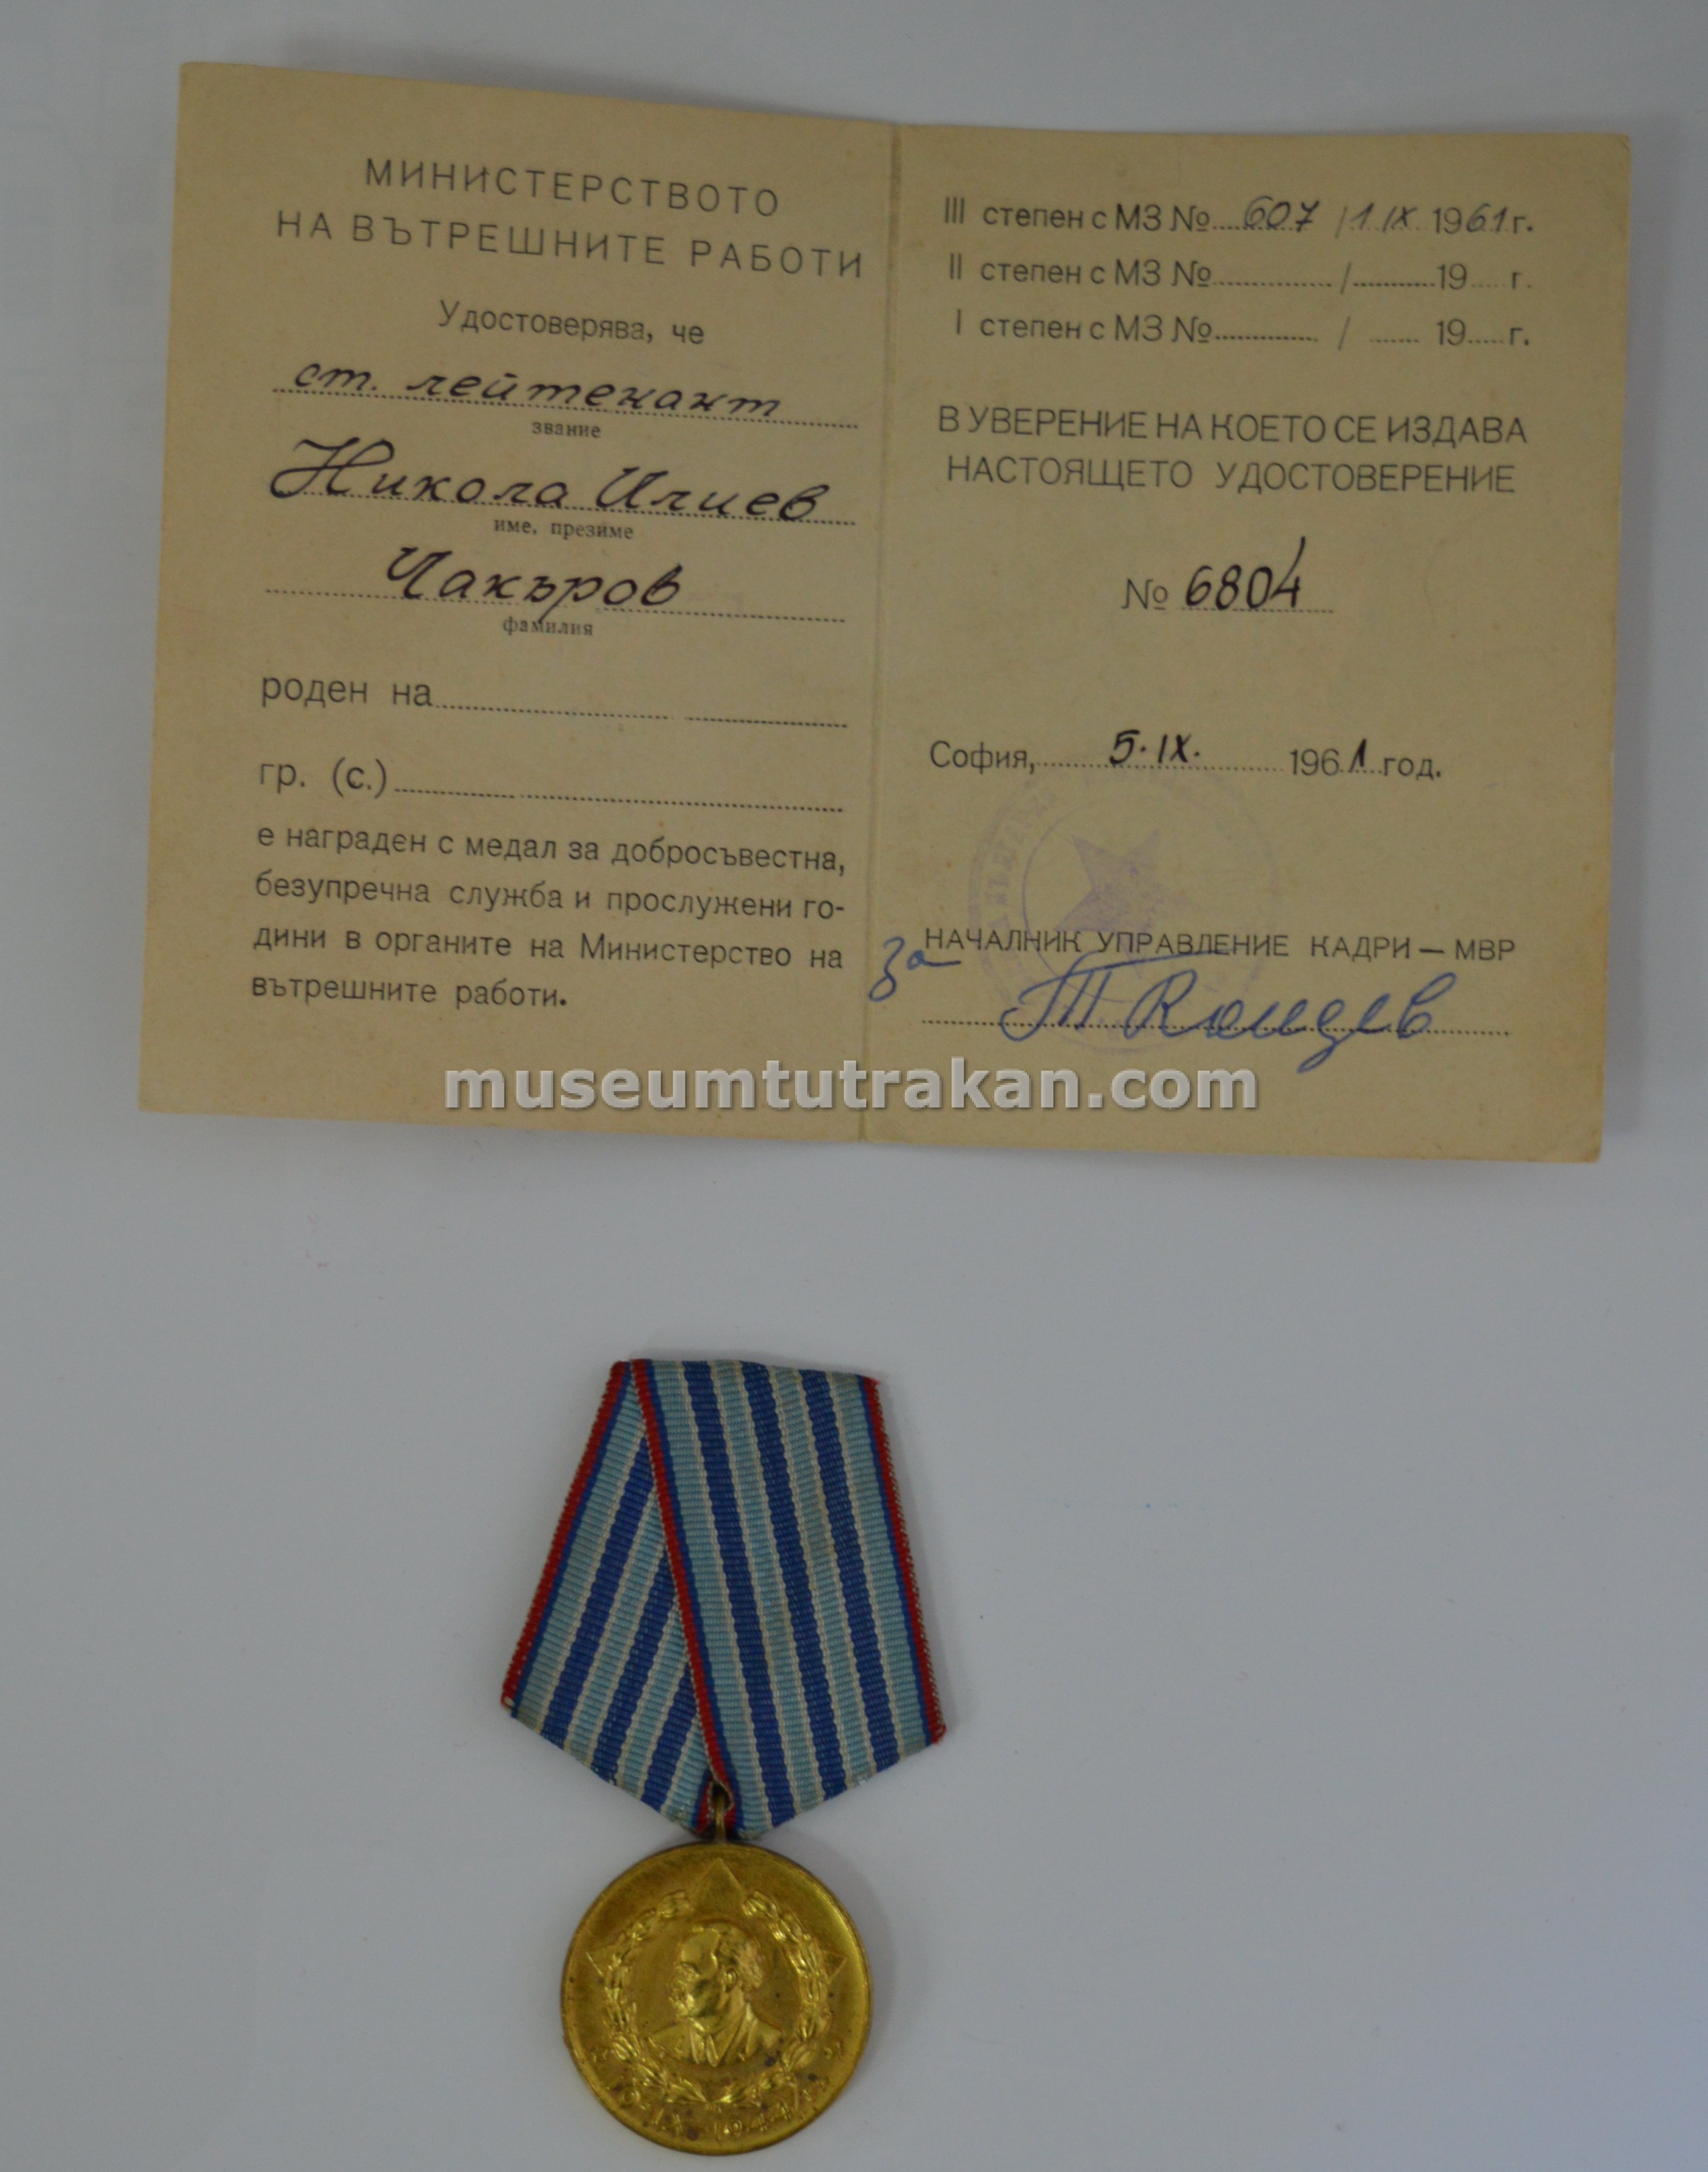 МИНИСТЕРСТВОТО
НА ВЪТРЕШНИТЕ РАБОТИ
Удостоверява, че
ст. лейтенант
звание
Никола Илиев
име, презиме
Чакъров
фамилия
роден на
гр. (с.)
е награден с медал за добросъвестна,
безупречна служба и прослужени го-
дини в органите на Министерство на
вътрешните работи.
III степен с МЗ № 607 / 1 IX 1961 г.
II степен с МЗ № / 19 г.
I степен с МЗ № / 19 г.
В УВЕРЕНИЕ НА КОЕТО СЕ ИЗДАВА
НАСТОЯЩЕТО УДОСТОВЕРЕНИЕ
№ 6804
София, 5. IX. 1961 год.
за НАЧАЛНИК УПРАВЛЕНИЕ КАДРИ — МВР
museumtutrakan.com
9·IX·1944